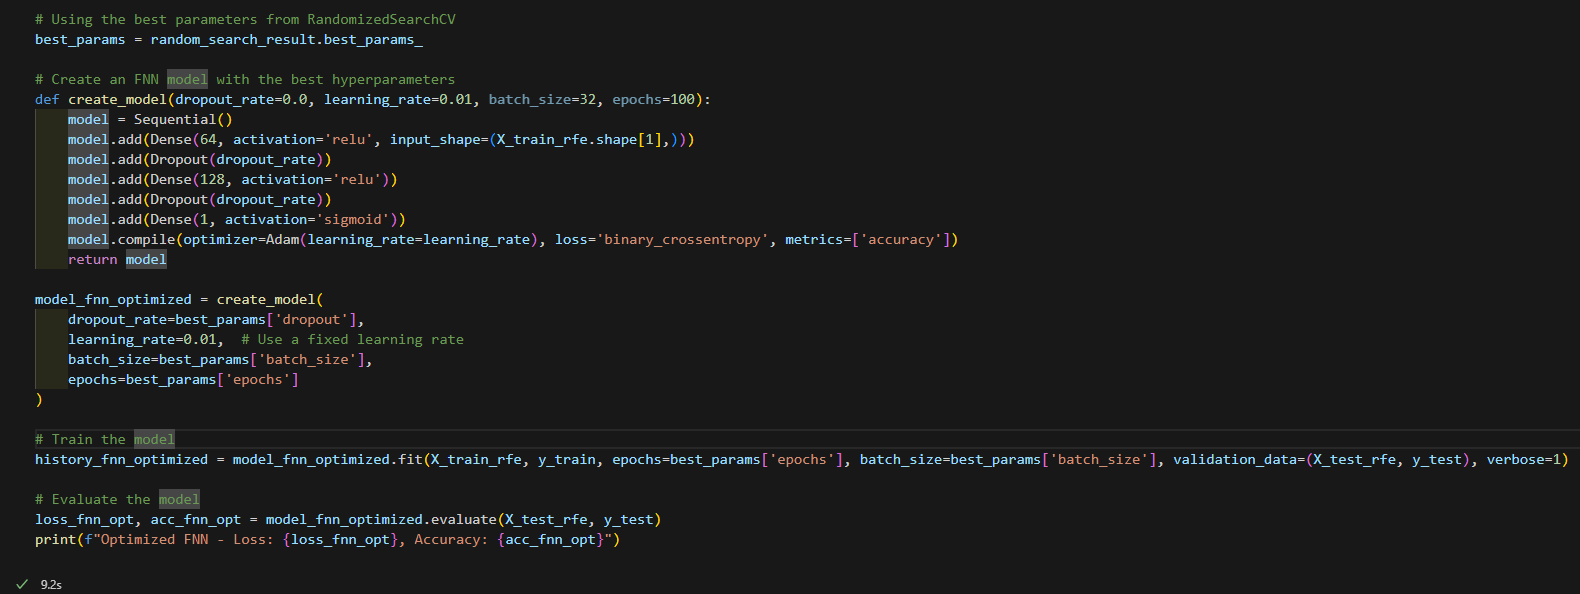 # Using the best parameters from RandomizedSearchCV
best_params = random_search_result.best_params_
# Create an FNN model with the best hyperparameters
def create_model(dropout_rate=0.0, learning_rate=0.01, batch_size=32, epochs=100):
    model = Sequential()
    model.add(Dense(64, activation='relu', input_shape=(X_train_rfe.shape[1],)))
    model.add(Dropout(dropout_rate))
    model.add(Dense(128, activation='relu'))
    model.add(Dropout(dropout_rate))
    model.add(Dense(1, activation='sigmoid'))
    model.compile(optimizer=Adam(learning_rate=learning_rate), loss='binary_crossentropy', metrics=['accuracy'])
    return model
model_fnn_optimized = create_model(
    dropout_rate=best_params['dropout'],
    learning_rate=0.01,  # Use a fixed learning rate
    batch_size=best_params['batch_size'],
    epochs=best_params['epochs']
)
# Train the model
history_fnn_optimized = model_fnn_optimized.fit(X_train_rfe, y_train, epochs=best_params['epochs'], batch_size=best_params['batch_size'], validation_data=(X_test_rfe, y_test), verbose=1)
# Evaluate the model
loss_fnn_opt, acc_fnn_opt = model_fnn_optimized.evaluate(X_test_rfe, y_test)
print(f"Optimized FNN - Loss: {loss_fnn_opt}, Accuracy: {acc_fnn_opt}")
9.2s